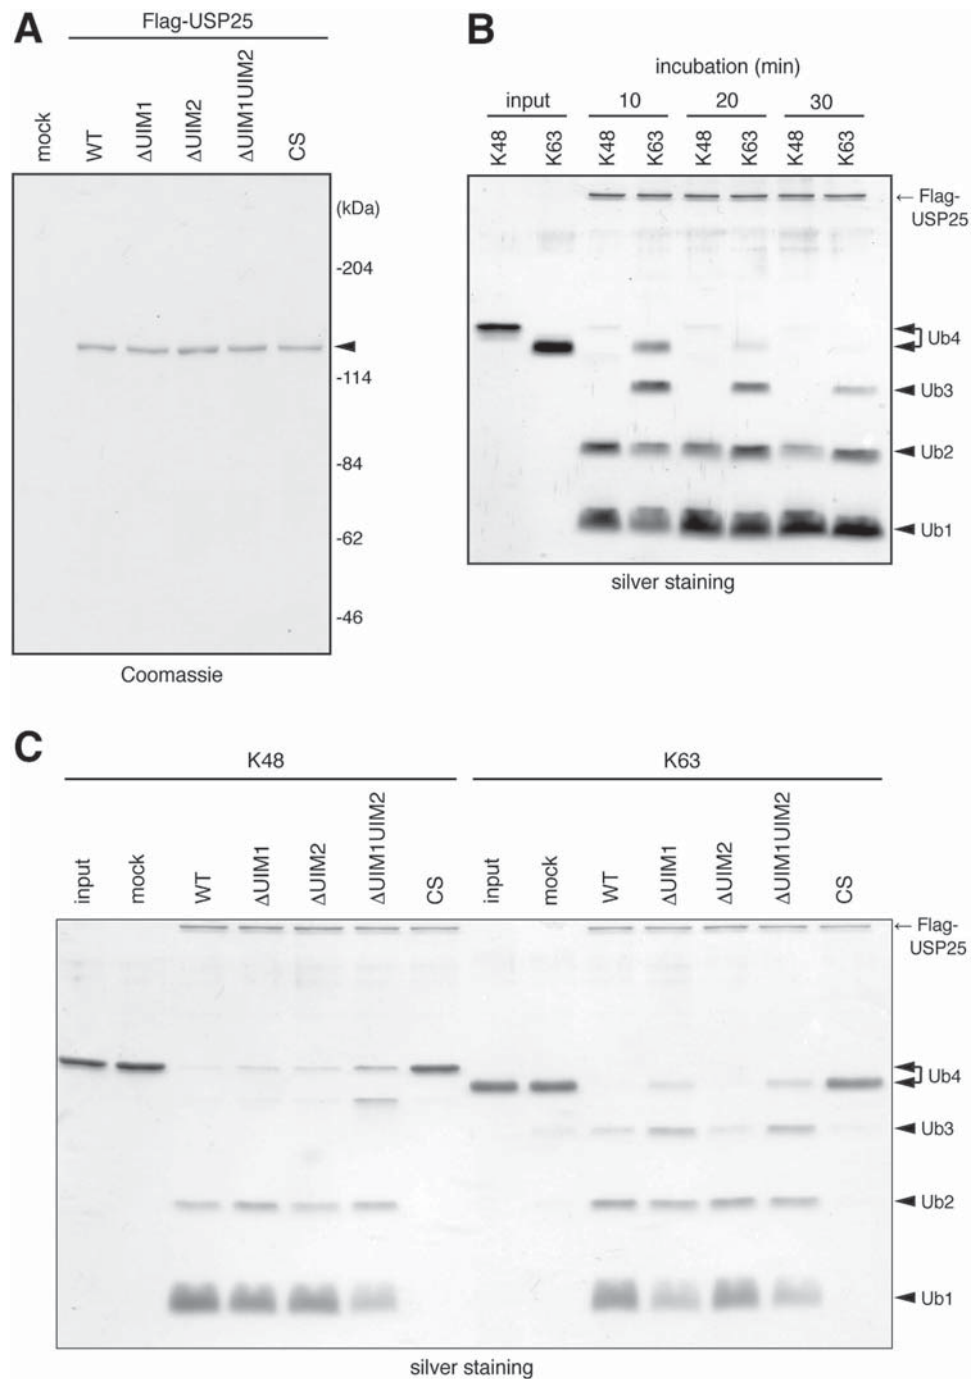 A
Flag-USP25
mock
WT
ΔUIM1
ΔUIM2
ΔUIM1UIM2
CS
(kDa)
-204
-114
-84
-62
-46
Coomassie
B
incubation (min)
input 10 20 30
K48 K63 K48 K63 K48 K63 K48 K63
← Flag-
USP25
Ub4
Ub3
Ub2
Ub1
silver staining
C
K48 K63
input mock WT ΔUIM1 ΔUIM2 ΔUIM1UIM2 CS input mock WT ΔUIM1 ΔUIM2 ΔUIM1UIM2 CS
← Flag-
USP25
Ub4
Ub3
Ub2
Ub1
silver staining